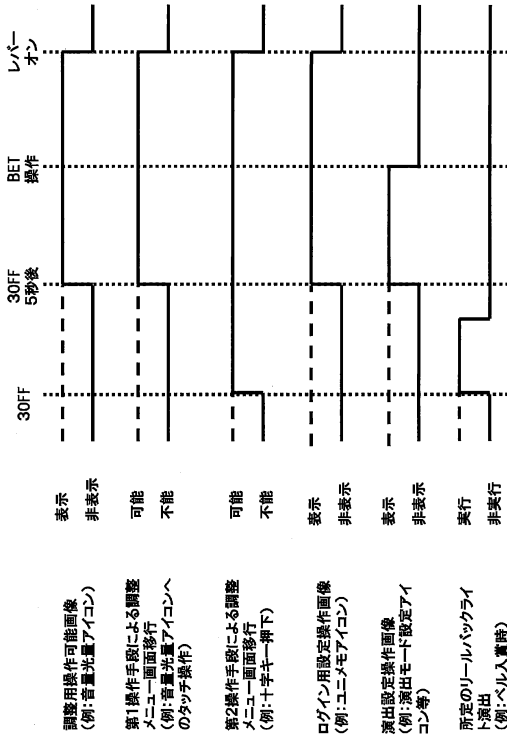 30FF
30FF
5秒後
BET
操作
レバー
オン
調整用操作可能画像
(例:音量光量アイコン)
表示
非表示
第1操作手段による調整
メニュー画面移行
(例:音量光量アイコンへ
のタッチ操作)
可能
不能
第2操作手段による調整
メニュー画面移行
(例:十字キー押下)
可能
不能
ログイン用設定操作画像
(例:ユニメモアイコン)
表示
非表示
演出設定操作画像
(例:演出モード設定アイ
コン等)
表示
非表示
所定のリールバックライ
ト演出
(例:ベル入賞時)
実行
非実行